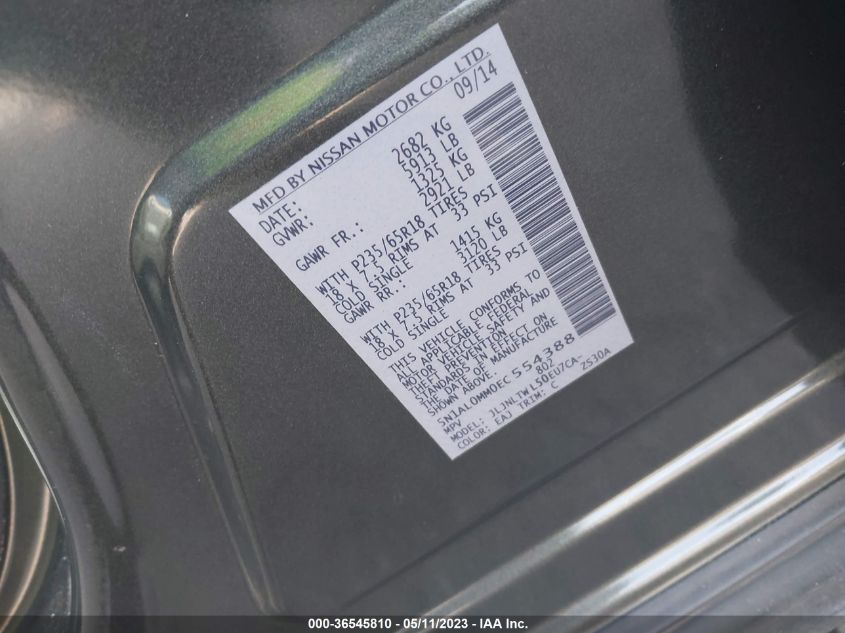 MFD BY NISSAN MOTOR CO., LTD.
DATE: 09/14
GVWR: 2682 KG
5913 LB
GAWR FR.: 1325 KG
2921 LB
WITH P235/65R18 TIRES
18 X 7.5 RIMS AT 33 PSI
COLD SINGLE
GAWR RR.: 1415 KG
3120 LB
WITH P235/65R18 TIRES
18 X 7.5 RIMS AT 33 PSI
COLD SINGLE
THIS VEHICLE CONFORMS TO
ALL APPLICABLE FEDERAL
MOTOR VEHICLE SAFETY AND
THEFT PREVENTION
STANDARDS IN EFFECT ON
THE DATE OF MANUFACTURE
SHOWN ABOVE.
5N1AL0MM0EC 554388
MPV 802
MODEL: JLJNLTWL50EU7CA-
COLOR: EAJ TRIM: C ZS30A
000-36545810 - 05/11/2023 - IAA Inc.